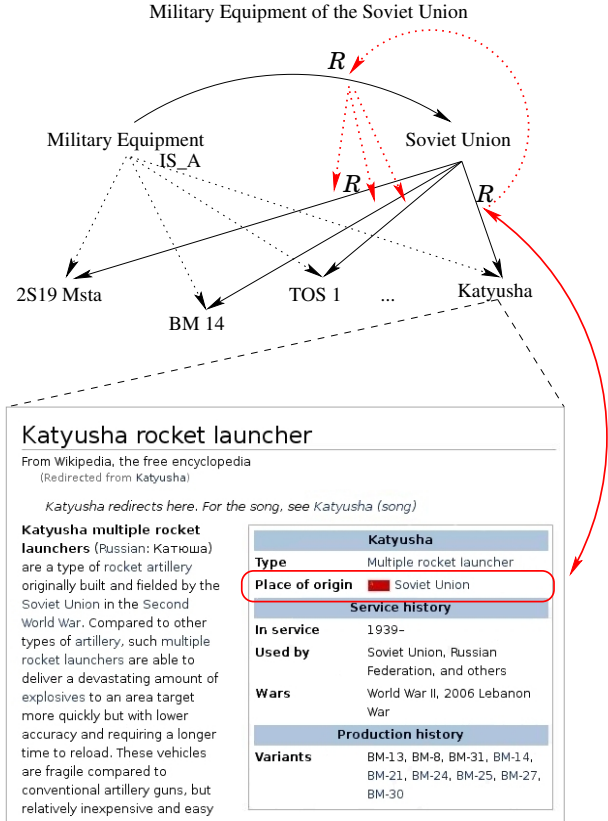 Military Equipment of the Soviet Union
R
Military Equipment
Soviet Union
IS_A
R
R
2S19 Msta
TOS 1
...
Katyusha
BM 14
Katyusha rocket launcher
From Wikipedia, the free encyclopedia
(Redirected from Katyusha)
Katyusha redirects here. For the song, see Katyusha (song)
Katyusha multiple rocket
launchers (Russian: Катюша)
are a type of rocket artillery
originally built and fielded by the
Soviet Union in the Second
World War. Compared to other
types of artillery, such multiple
rocket launchers are able to
deliver a devastating amount of
explosives to an area target
more quickly but with lower
accuracy and requiring a longer
time to reload. These vehicles
are fragile compared to
conventional artillery guns, but
relatively inexpensive and easy
Katyusha
Type Multiple rocket launcher
Place of origin Soviet Union
Service history
In service 1939–
Used by Soviet Union, Russian
Federation, and others
Wars World War II, 2006 Lebanon
War
Production history
Variants BM-13, BM-8, BM-31, BM-14,
BM-21, BM-24, BM-25, BM-27,
BM-30